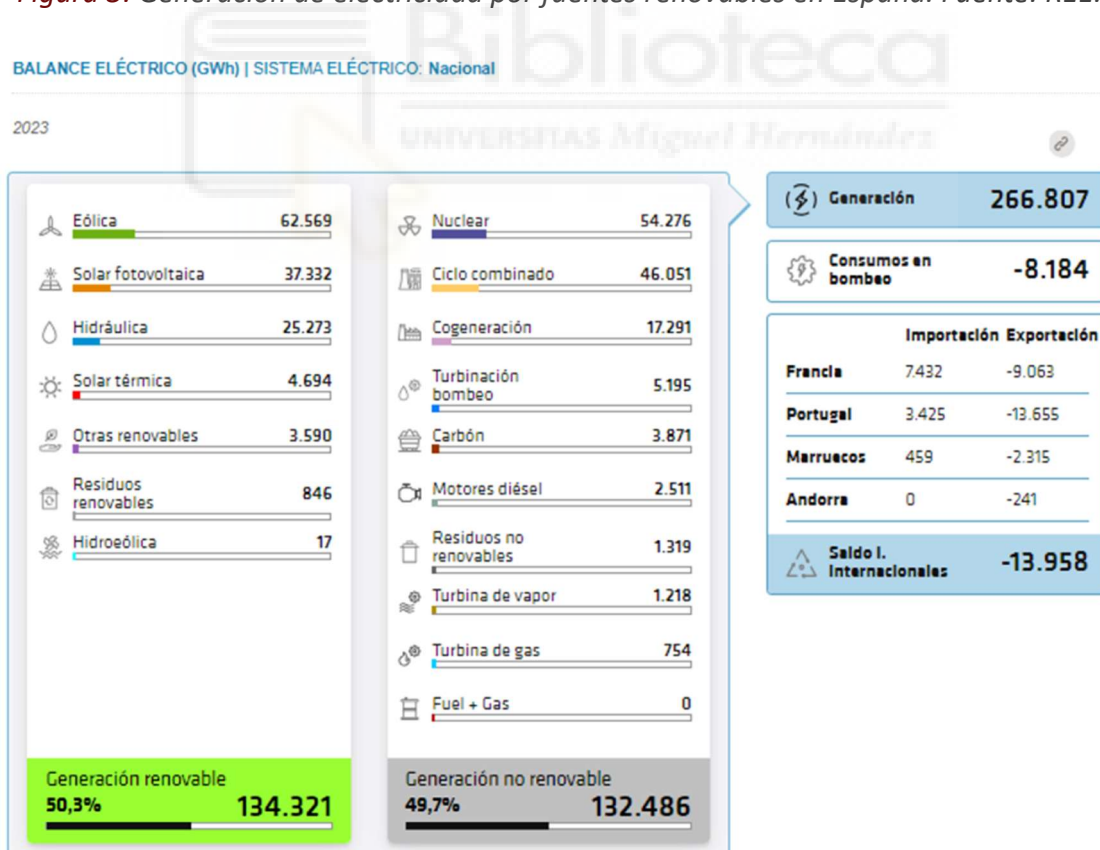 Figura 3. Generación de electricidad por fuentes renovables en España. Fuente: REE.
Biblioteca
UNIVERSITAS Miguel Hernández
BALANCE ELÉCTRICO (GWh) | SISTEMA ELÉCTRICO: Nacional
2023
Eólica 62.569
Solar fotovoltaica 37.332
Hidráulica 25.273
Solar térmica 4.694
Otras renovables 3.590
Residuos
renovables 846
Hidroeólica 17
Generación renovable
50,3% 134.321
Nuclear 54.276
Ciclo combinado 46.051
Cogeneración 17.291
Turbinación
bombeo 5.195
Carbón 3.871
Motores diésel 2.511
Residuos no
renovables 1.319
Turbina de vapor 1.218
Turbina de gas 754
Fuel + Gas 0
Generación no renovable
49,7% 132.486
Generación 266.807
Consumos en
bombeo -8.184
Importación Exportación
Francia 7.432 -9.063
Portugal 3.425 -13.655
Marruecos 459 -2.315
Andorra 0 -241
Saldo I.
Internacionales -13.958